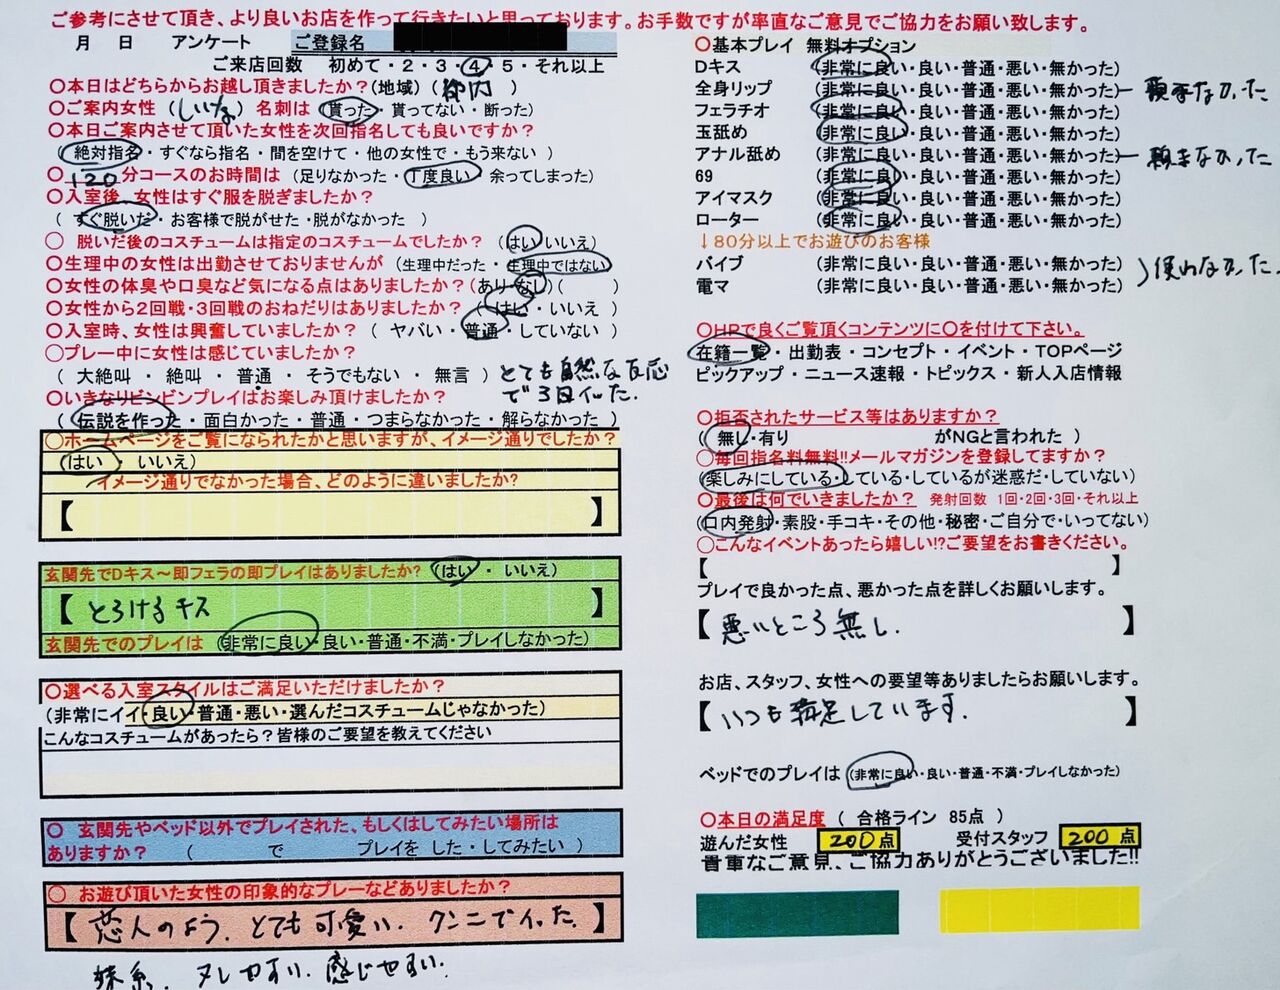 ご参考にさせて頂き、より良いお店を作って行きたいと思っております。お手数ですが率直なご意見でご協力をお願い致します。
月 日 アンケート ご登録名
ご来店回数 初めて・2・3・4・5・それ以上
〇本日はどちらからお越し頂きましたか?(地域) ( 都内 )
〇ご案内女性 (しいな) 名刺は (貰った・貰ってない・断った)
〇本日ご案内させて頂いた女性を次回指名しても良いですか?
(絶対指名・すぐなら指名・間を空けて・他の女性で・もう来ない )
〇 120分コースのお時間は (足りなかった・丁度良い・余ってしまった)
〇入室後、女性はすぐ服を脱ぎましたか?
( すぐ脱いだ・お客様で脱がせた・脱がなかった )
〇 脱いだ後のコスチュームは指定のコスチュームでしたか? (はい・いいえ)
〇生理中の女性は出勤させておりませんが (生理中だった・生理中ではない)
〇女性の体臭や口臭など気になる点はありましたか?(あり・なし)( )
〇女性から2回戦・3回戦のおねだりはありましたか? ( はい・いいえ )
〇入室時、女性は興奮していましたか? ( ヤバい・普通・していない )
〇プレー中に女性は感じていましたか?
( 大絶叫・絶叫・普通・そうでもない・無言 ) とても自然な反応
で3回イった.
〇いきなりビンビンプレイはお楽しみ頂けましたか?
( 伝説を作った・面白かった・普通・つまらなかった・解らなかった )
〇ホームページをご覧になられたかと思いますが、イメージ通りでしたか?
(はい・ いいえ)
イメージ通りでなかった場合、どのように違いましたか?
【 】
玄関先でDキス～即フェラの即プレイはありましたか? (はい・ いいえ)
【 とろけるキス 】
玄関先でのプレイは (非常に良い・良い・普通・不満・プレイしなかった)
〇選べる入室スタイルはご満足いただけましたか?
(非常にイイ・良い・普通・悪い・選んだコスチュームじゃなかった)
こんなコスチュームがあったら?皆様のご要望を教えてください
〇 玄関先やベッド以外でプレイされた、もしくはしてみたい場所は
ありますか? ( で プレイを した・してみたい )
〇 お遊び頂いた女性の印象的なプレーなどありましたか?
【 恋人のよう. とても可愛い. クンニでイった. 】
妹系. ヌレやすい. 感じやすい.
〇基本プレイ 無料オプション
Dキス (非常に良い・良い・普通・悪い・無かった)
全身リップ (非常に良い・良い・普通・悪い・無かった) 頼まなかった
フェラチオ (非常に良い・良い・普通・悪い・無かった)
玉舐め (非常に良い・良い・普通・悪い・無かった)
アナル舐め (非常に良い・良い・普通・悪い・無かった) 頼まなかった
69 (非常に良い・良い・普通・悪い・無かった)
アイマスク (非常に良い・良い・普通・悪い・無かった)
ローター (非常に良い・良い・普通・悪い・無かった)
↓80分以上でお遊びのお客様
バイブ (非常に良い・良い・普通・悪い・無かった) 使わなかった.
電マ (非常に良い・良い・普通・悪い・無かった)
〇HPで良くご覧頂くコンテンツに〇を付けて下さい。
在籍一覧・出勤表・コンセプト・イベント・TOPページ
ピックアップ・ニュース速報・トピックス・新人入店情報
〇拒否されたサービス等はありますか?
( 無し・有り がNGと言われた )
〇毎回指名料無料!!メールマガジンを登録してますか?
(楽しみにしている・している・しているが迷惑だ・していない)
〇最後は何でいきましたか? 発射回数 1回・2回・3回・それ以上
(口内発射・素股・手コキ・その他・秘密・ご自分で・いってない)
〇こんなイベントあったら嬉しい!?ご要望をお書きください。
【 】
プレイで良かった点、悪かった点を詳しくお願いします。
【 悪いところ無し. 】
お店、スタッフ、女性への要望等ありましたらお願いします。
【 いつも満足しています. 】
ベッドでのプレイは (非常に良い・良い・普通・不満・プレイしなかった)
〇本日の満足度 ( 合格ライン 85点 )
遊んだ女性 200点 受付スタッフ 200点
貴重なご意見、ご協力ありがとうございました!!